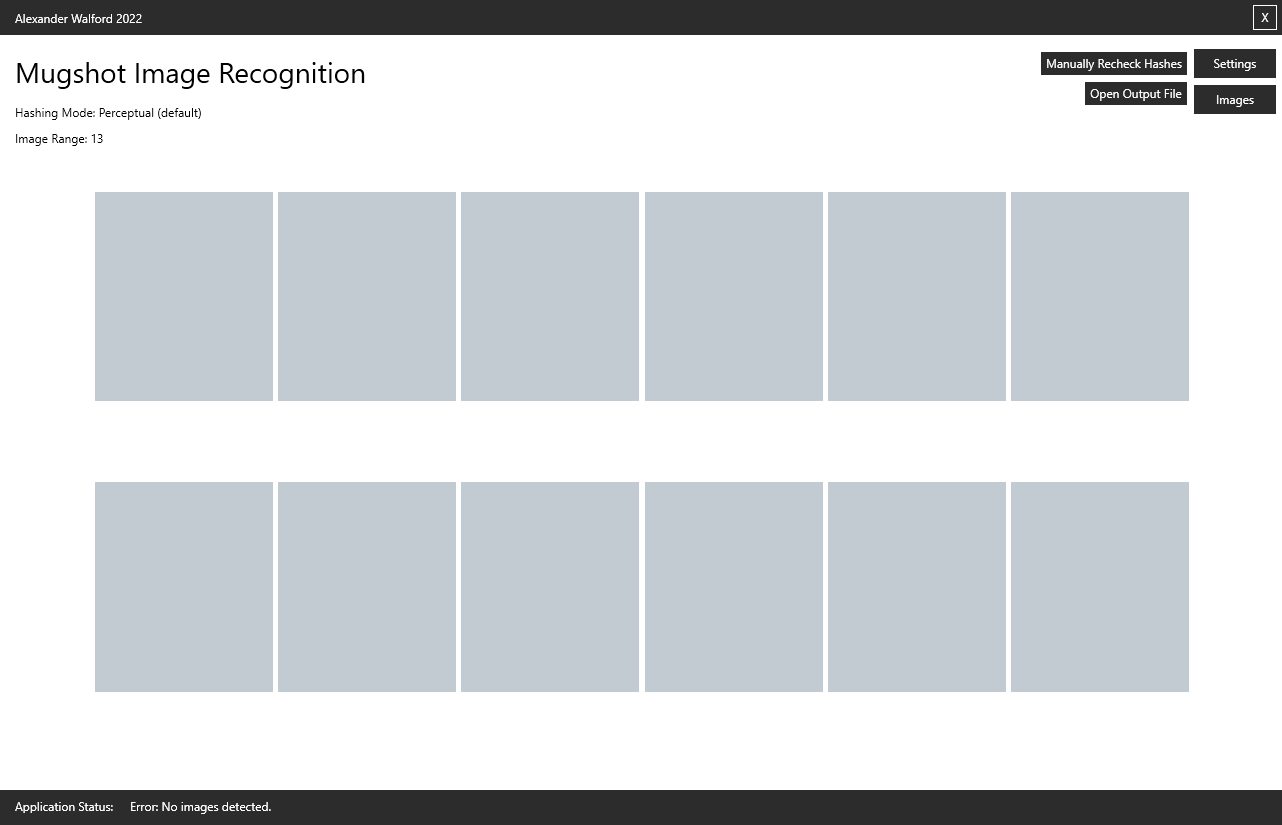 Alexander Walford 2022
X
Mugshot Image Recognition
Manually Recheck Hashes
Settings
Open Output File
Images
Hashing Mode: Perceptual (default)
Image Range: 13
Application Status: Error: No images detected.